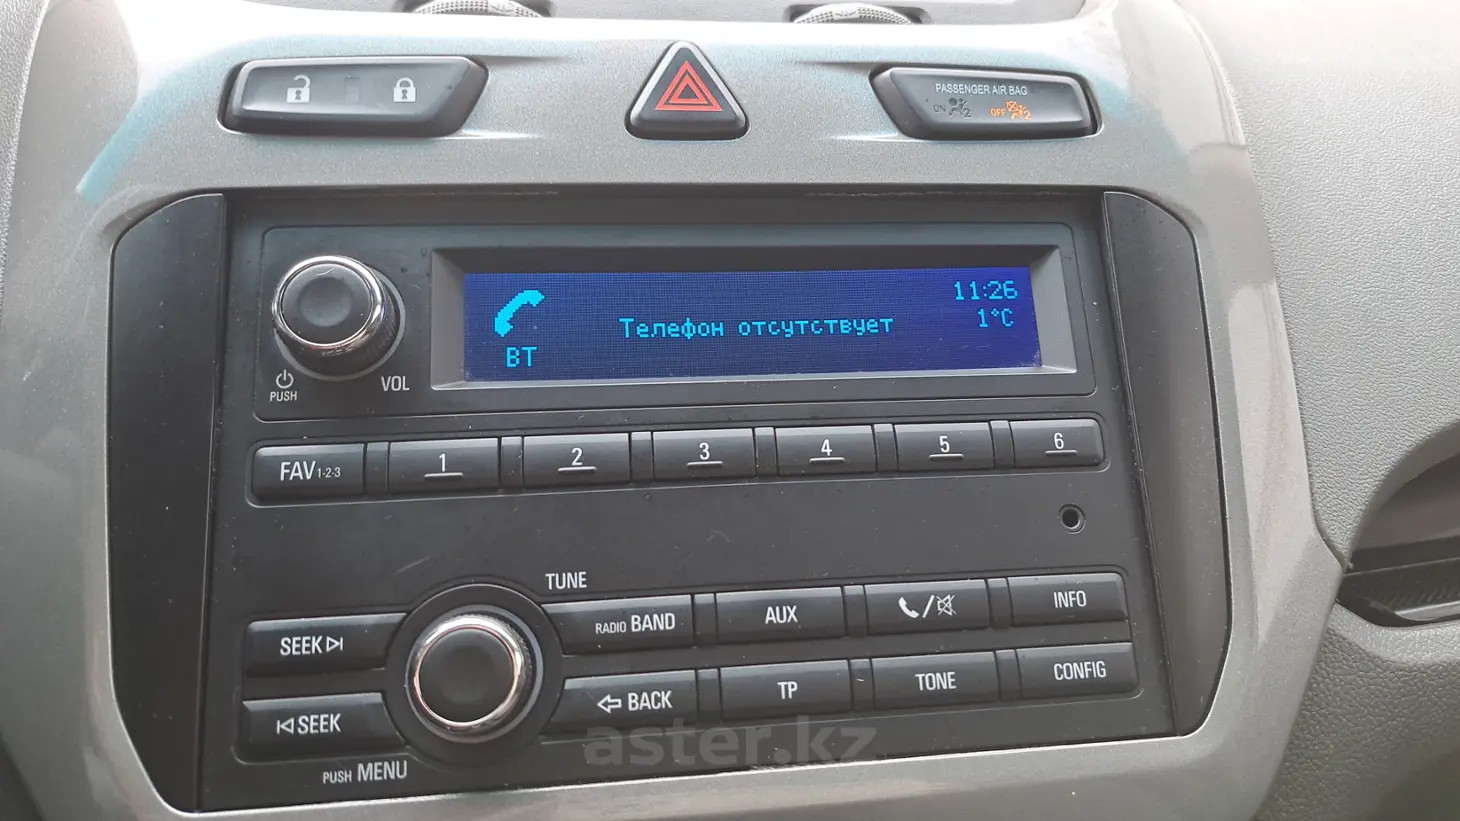 PASSENGER AIR BAG
ON 2 OFF 2
11:26
Телефон отсутствует 1°C
BT
PUSH VOL
FAV 1-2-3 1 2 3 4 5 6
TUNE
SEEK RADIO BAND AUX / INFO
SEEK BACK TP TONE CONFIG
PUSH MENU
aster.kz